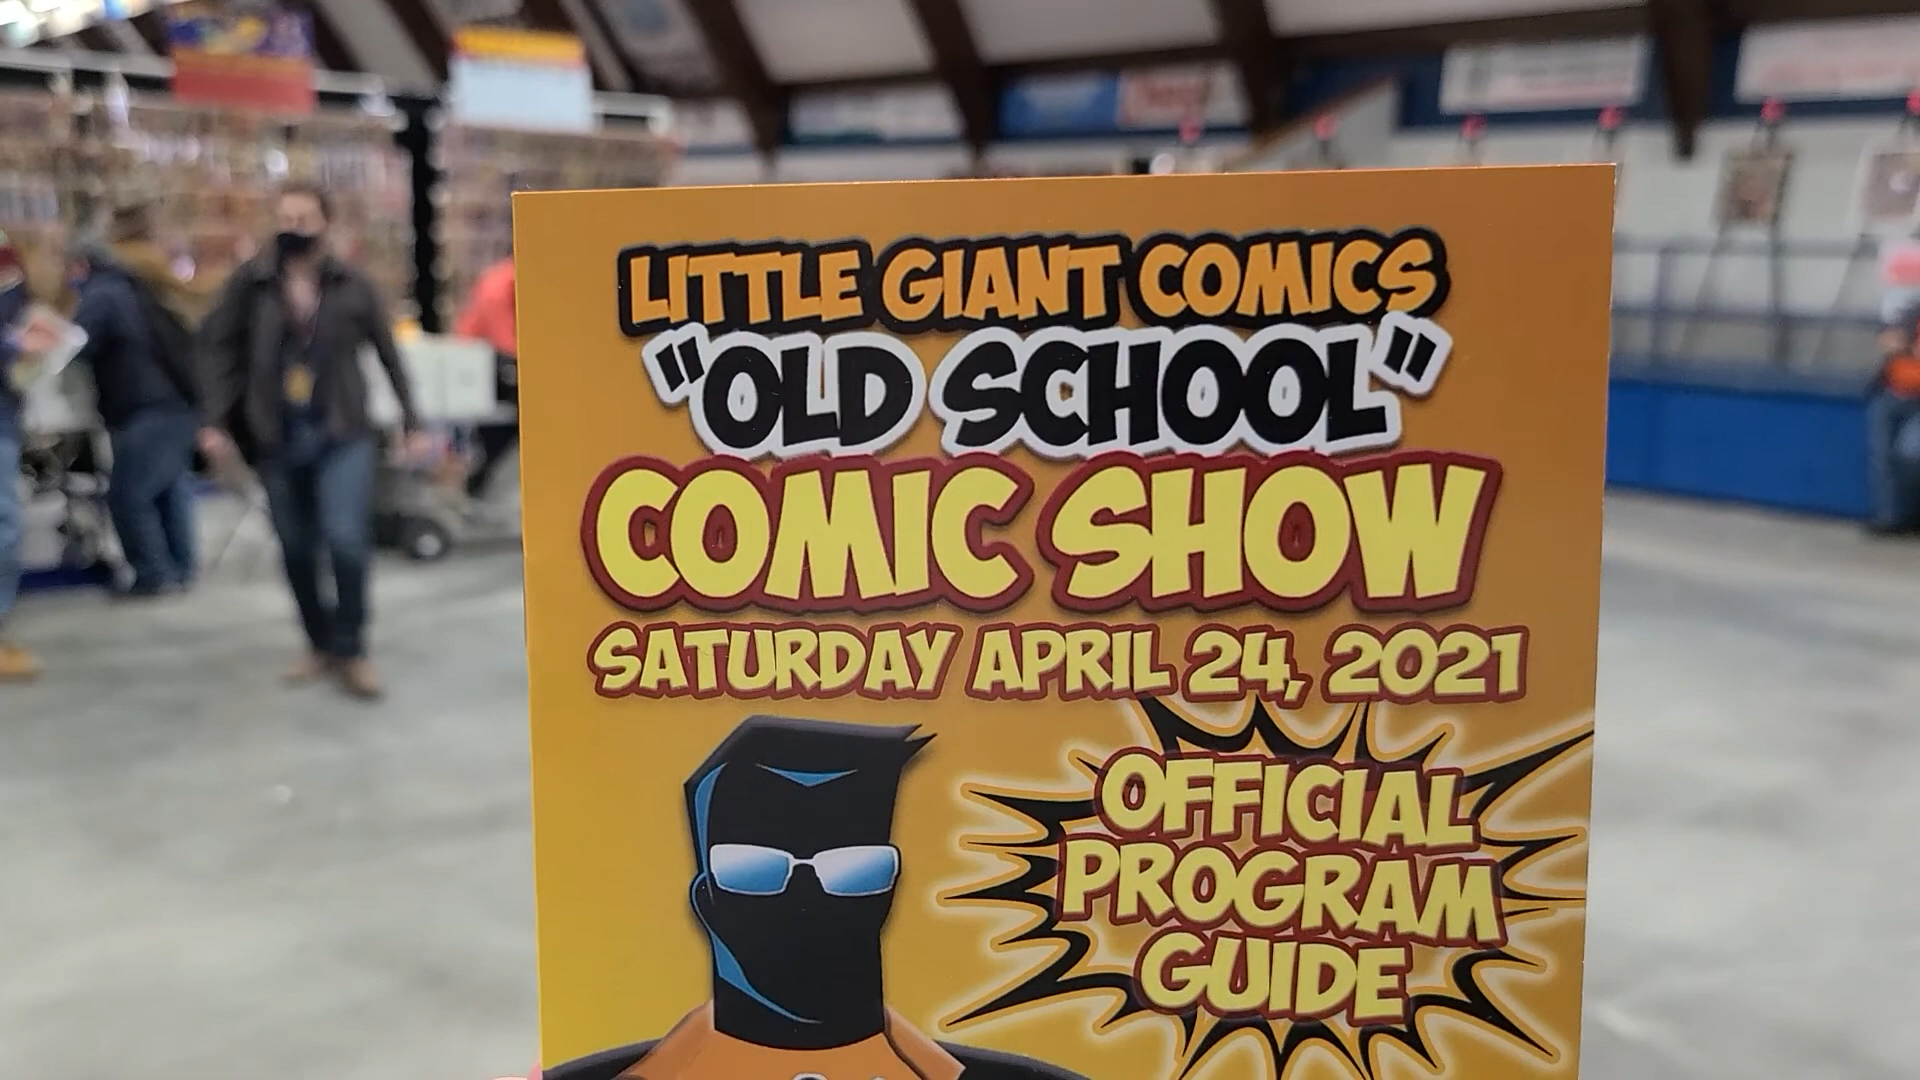 LITTLE GIANT COMICS
"OLD SCHOOL"
COMIC SHOW
SATURDAY APRIL 24, 2021
OFFICIAL
PROGRAM
GUIDE